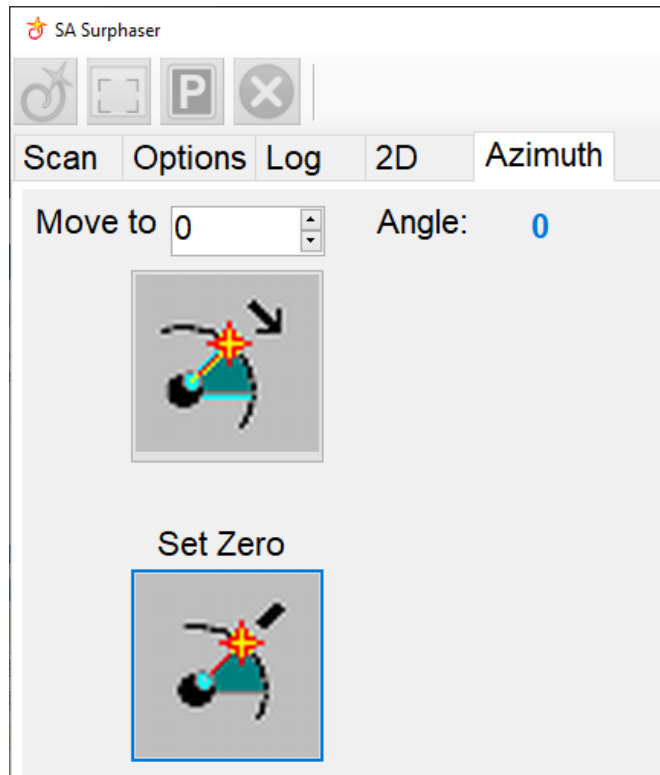 SA Surphaser
P
Scan Options Log 2D Azimuth
Move to 0 Angle: 0
Set Zero